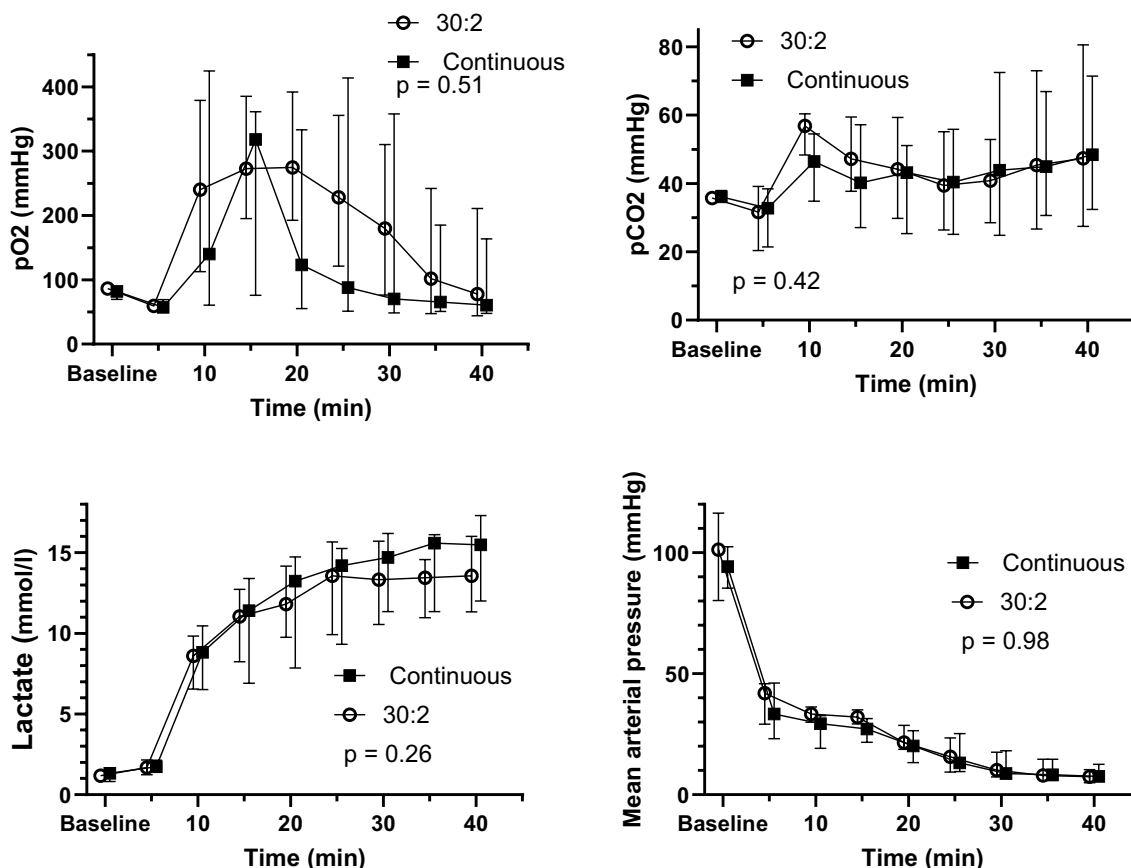 30:2
Continuous
p = 0.51
400
300
200
100
0
pO2 (mmHg)
Baseline 10 20 30 40
Time (min)
30:2
Continuous
80
60
40
20
0
pCO2 (mmHg)
p = 0.42
Baseline 10 20 30 40
Time (min)
15
10
5
0
Lactate (mmol/l)
Continuous
30:2
p = 0.26
Baseline 10 20 30 40
Time (min)
100
50
0
Mean arterial pressure (mmHg)
Continuous
30:2
p = 0.98
Baseline 10 20 30 40
Time (min)